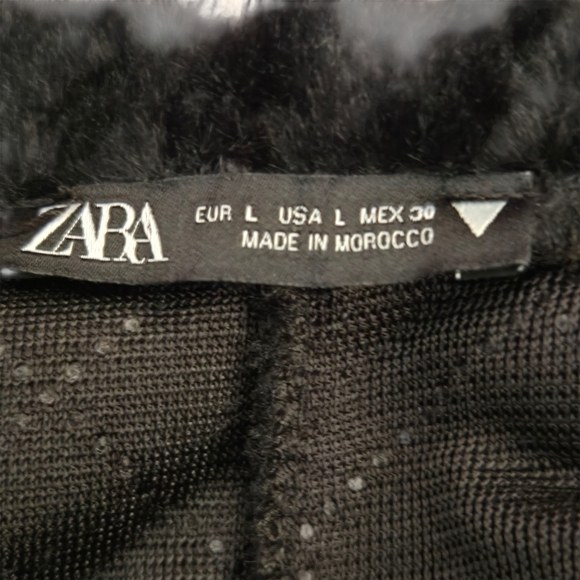 ZARA
EUR L USA L MEX 30
MADE IN MOROCCO